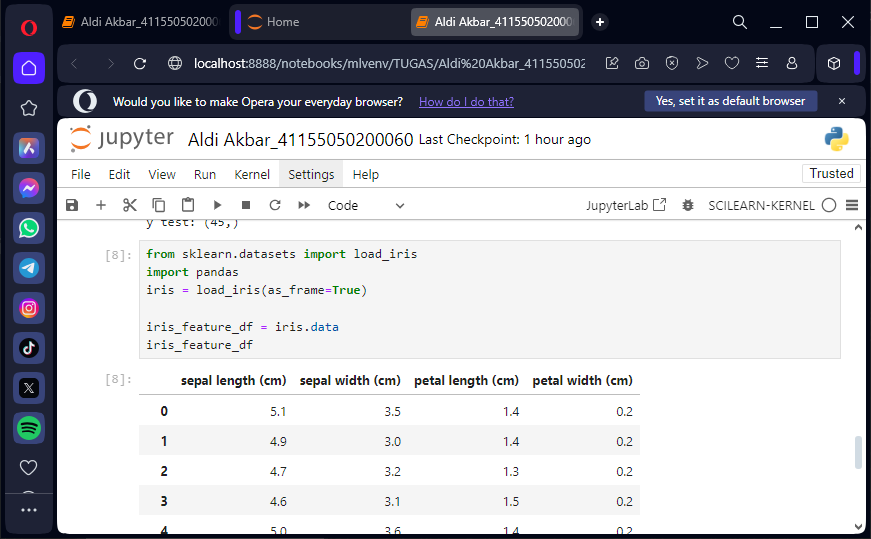 Aldi Akbar_41155050200060
Home
Aldi Akbar_4115505020000
localhost:8888/notebooks/mlvenv/TUGAS/Aldi%20Akbar_411550502
Would you like to make Opera your everyday browser? How do I do that? Yes, set it as default browser
jupyter Aldi Akbar_41155050200060 Last Checkpoint: 1 hour ago
File Edit View Run Kernel Settings Help Trusted
Code JupyterLab SCILEARN-KERNEL
y test: (45,)
[8]: from sklearn.datasets import load_iris
import pandas
iris = load_iris(as_frame=True)
iris_feature_df = iris.data
iris_feature_df
[8]: sepal length (cm) sepal width (cm) petal length (cm) petal width (cm)
0 5.1 3.5 1.4 0.2
1 4.9 3.0 1.4 0.2
2 4.7 3.2 1.3 0.2
3 4.6 3.1 1.5 0.2
4 5.0 3.6 1.4 0.2